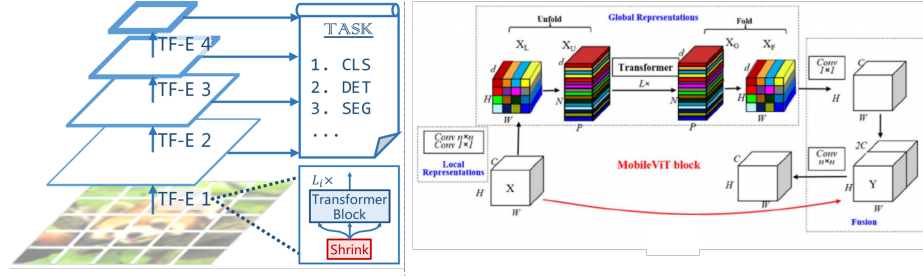 TF-E 4
TF-E 3
TF-E 2
TF-E 1
TASK
1. CLS
2. DET
3. SEG
...
Lᵢ×
Transformer
Block
Shrink
Global Representations
Unfold
Fold
X_L
X_U
X_G
X_F
d
H
W
d
N
P
Transformer
L×
d
N
P
d
H
W
Conv
1×1
C
H
W
Conv n×n
Conv 1×1
Local
Representations
C
X
H
W
MobileViT block
C
H
W
Conv
n×n
2C
Y
H
W
Fusion